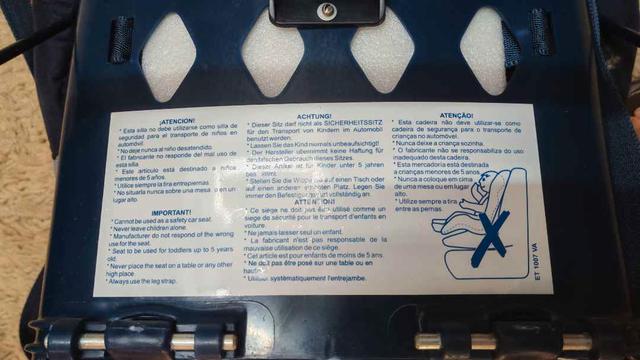 ¡ATENCION!
* Esta silla no debe utilizarse como silla de
seguridad para el transporte de niños en
automóvil.
* No deje nunca al niño desatendido.
* El fabricante no responde del mal uso de
esta silla
* Este articulo está destinado a niños
menores de 5 años.
* Utilice siempre la tira entrepiernas
* No situarla nunca sobre una mesa o en un
lugar alto.
IMPORTANT!
* Cannot be used as a safety car seat.
* Never leave children alone.
* Manufacturer do not respond of the wrong
use for the seat.
* Seat to be used for toddlers up to 5 years
old.
* Never place the seat on a table or any other
high place
* Always use the leg strap.
ACHTUNG!
* Dieser Sitz darf nicht als SICHERHEITSSITZ
für den Transport von Kindern im Automobil
benutzt werden.
* Lassen Sie das Kind niemals unbeaufsichtigt!
* Der Hersteller übernimmt keine Haftung für
den falschen Gebrauch dieses Sitzes.
* Dieser Artikel ist für Kinder unter 5 jahren
bestimmt.
* Stellen Sie die Wippe nie auf einen Tisch oder
auf einen anderen erhöhten Platz. Legen Sie
immer den Befestigungsgurt vollständig an.
ATTENTION!
* Ce siège ne doit pas être utilisé comme un
siège de sécurité pour le transport d'enfants en
voiture.
* Ne jamais laisser seul un enfant.
* La fabricant n'est pas responsable de la
mauvaise utilisation de ce siège.
* Cet article est pour enfants de moins de 5 ans.
* Ne doit pas être posé sur une table ou en
hauteur
* Utiliser systématiquement l'entrejambe.
ATENÇÃO!
* Esta cadeira não deve utilizar-se como
cadeira de segurança para o transporte de
crianças no automóvel.
* Nunca deixe a criança sozinha.
* O fabricante não se responsabiliza do uso
inadequado desta cadeira.
* Esta mercadoria está destinada
a crianças menores de 5 anos
* Nunca a coloque em cima
de uma mesa ou em lugar
alto.
* Utilize sempre a tira
entre as pernas.
ET 1007 VA